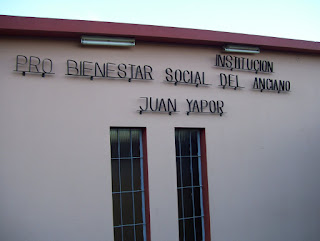 INSTITUCION
PRO BIENESTAR SOCIAL DEL ANCIANO
JUAN YAPOR